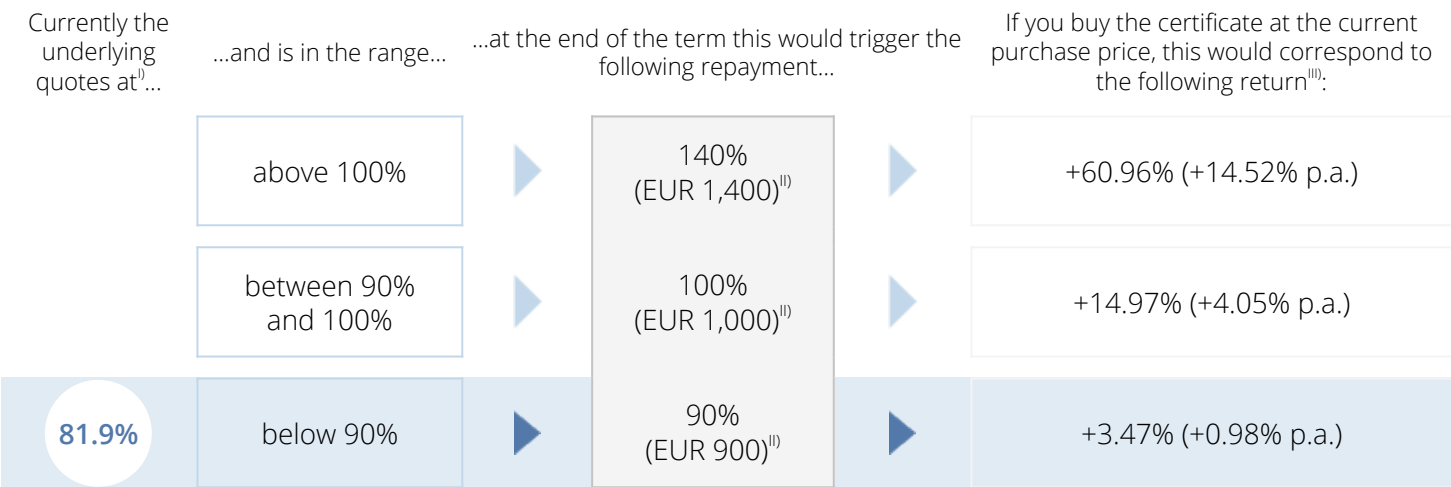 Currently the
underlying
quotes atᴵ⁾...
...and is in the range...
...at the end of the term this would trigger the
following repayment...
If you buy the certificate at the current
purchase price, this would correspond to
the following returnᴵᴵᴵ⁾:
above 100%
140%
(EUR 1,400)ᴵᴵ⁾
+60.96% (+14.52% p.a.)
between 90%
and 100%
100%
(EUR 1,000)ᴵᴵ⁾
+14.97% (+4.05% p.a.)
81.9%
below 90%
90%
(EUR 900)ᴵᴵ⁾
+3.47% (+0.98% p.a.)